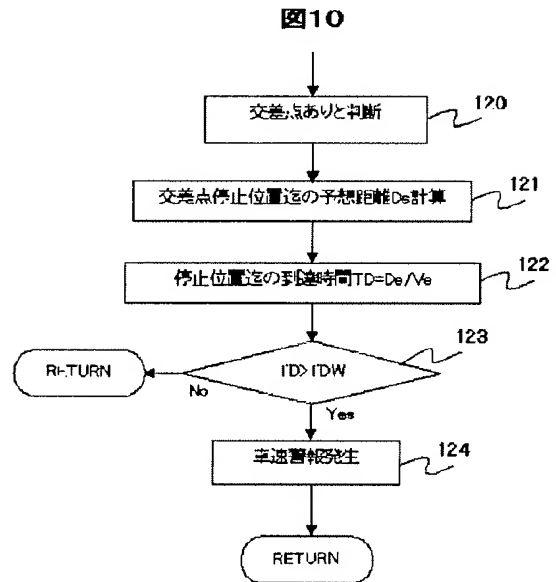 図10
交差点ありと判断
120
交差点停止位置迄の予想距離De計算
121
停止位置迄の到達時間TD=De/Ve
122
TD>TDW
123
RETURN
No
Yes
車速警報発生
124
RETURN